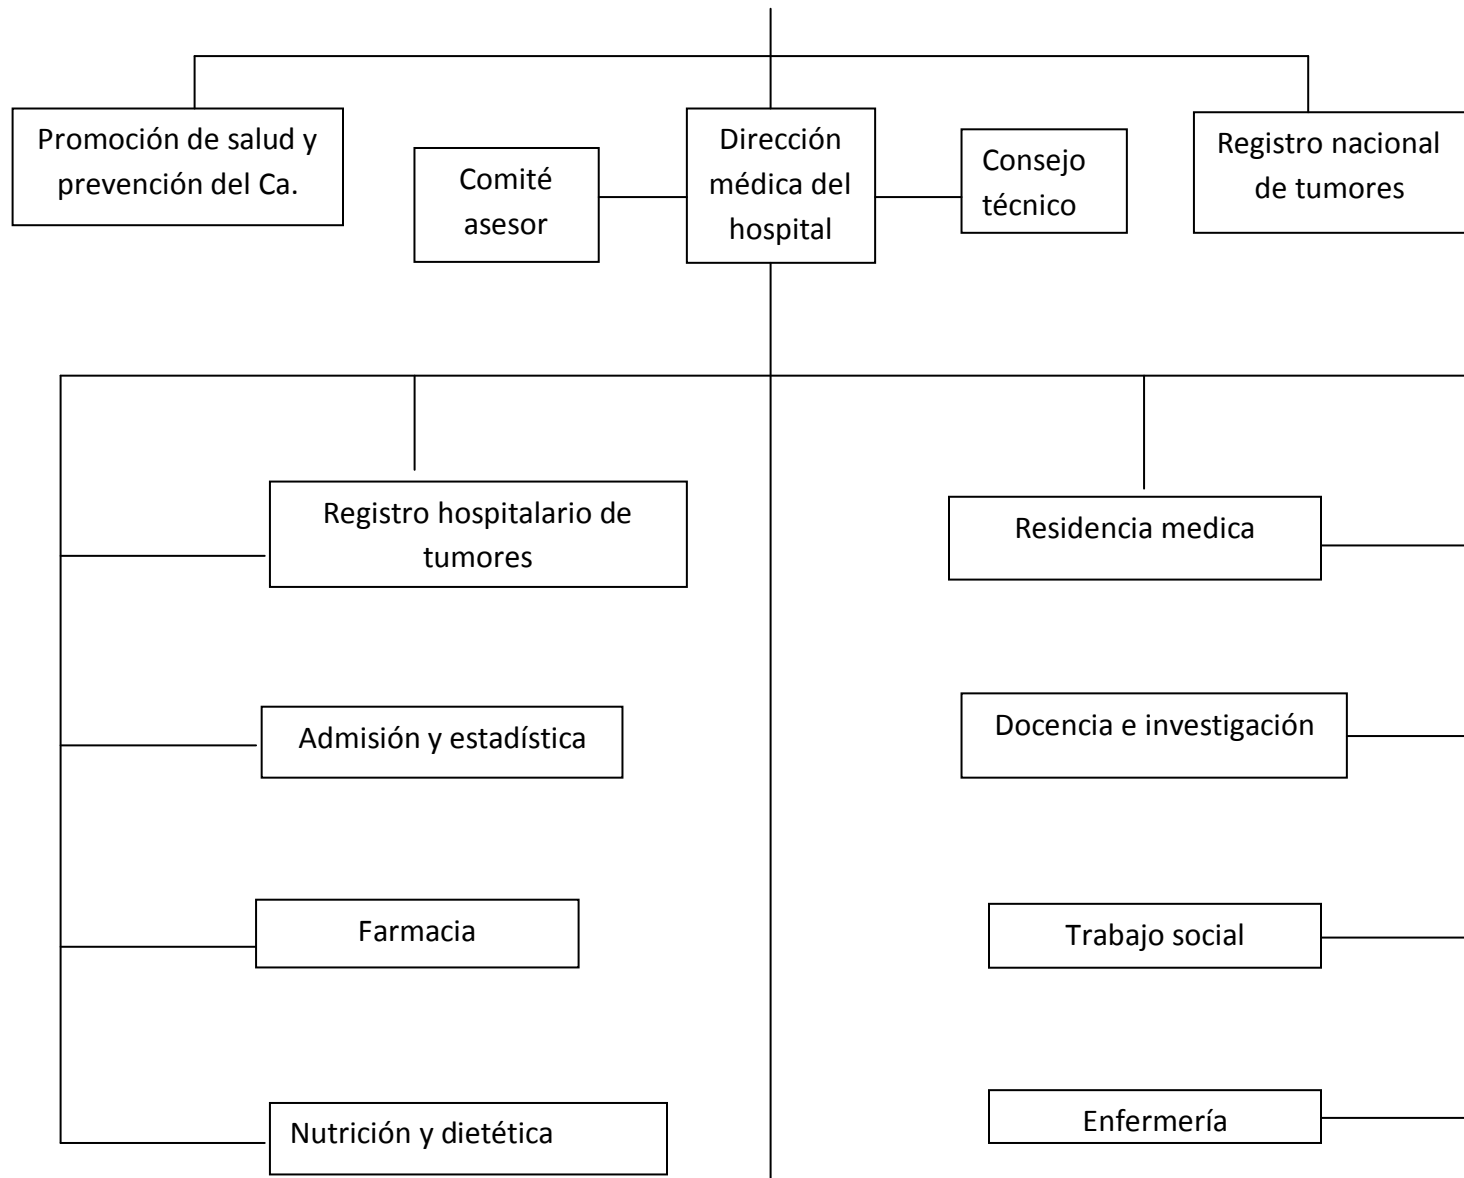 Promoción de salud y
prevención del Ca.
Comité
asesor
Dirección
médica del
hospital
Consejo
técnico
Registro nacional
de tumores
Registro hospitalario de
tumores
Residencia medica
Admisión y estadística
Docencia e investigación
Farmacia
Trabajo social
Nutrición y dietética
Enfermería